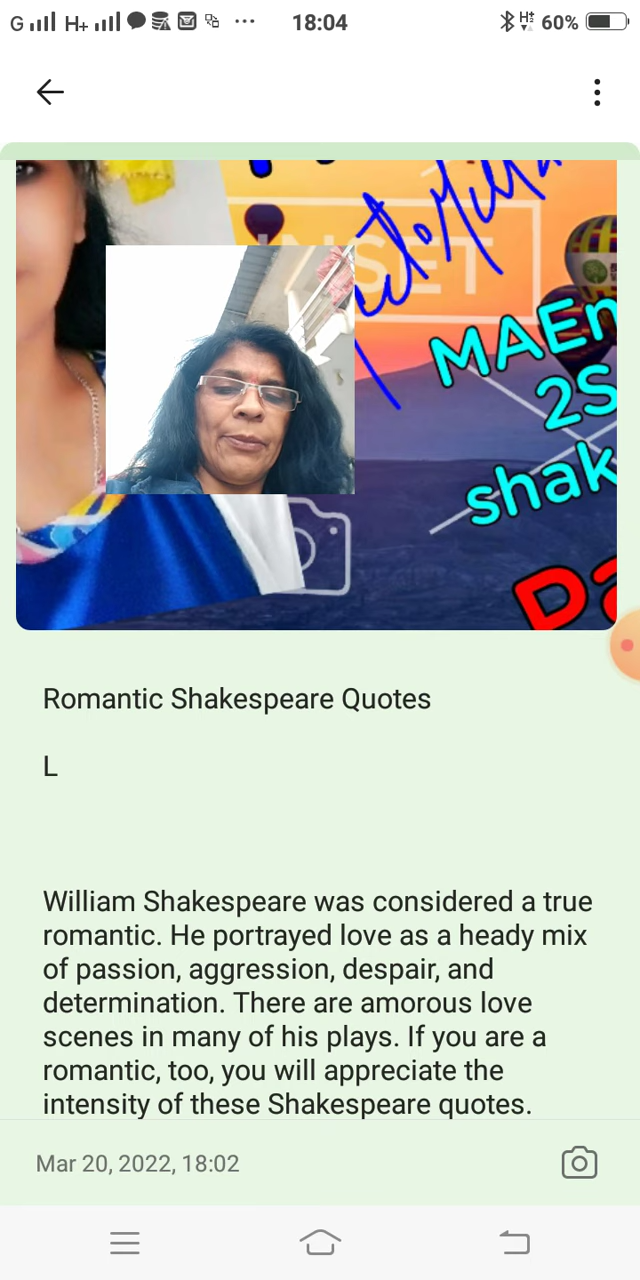 G H+ 18:04 60%
INSET
MAEn
2S
shak
Da
Romantic Shakespeare Quotes
L
William Shakespeare was considered a true
romantic. He portrayed love as a heady mix
of passion, aggression, despair, and
determination. There are amorous love
scenes in many of his plays. If you are a
romantic, too, you will appreciate the
intensity of these Shakespeare quotes.
Mar 20, 2022, 18:02